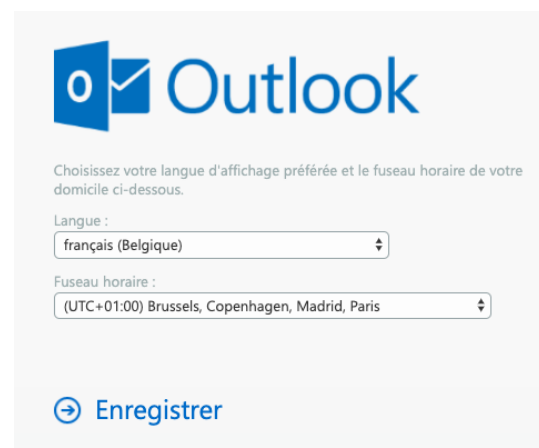 Outlook
Choisissez votre langue d'affichage préférée et le fuseau horaire de votre
domicile ci-dessous.
Langue :
français (Belgique)
Fuseau horaire :
(UTC+01:00) Brussels, Copenhagen, Madrid, Paris
Enregistrer